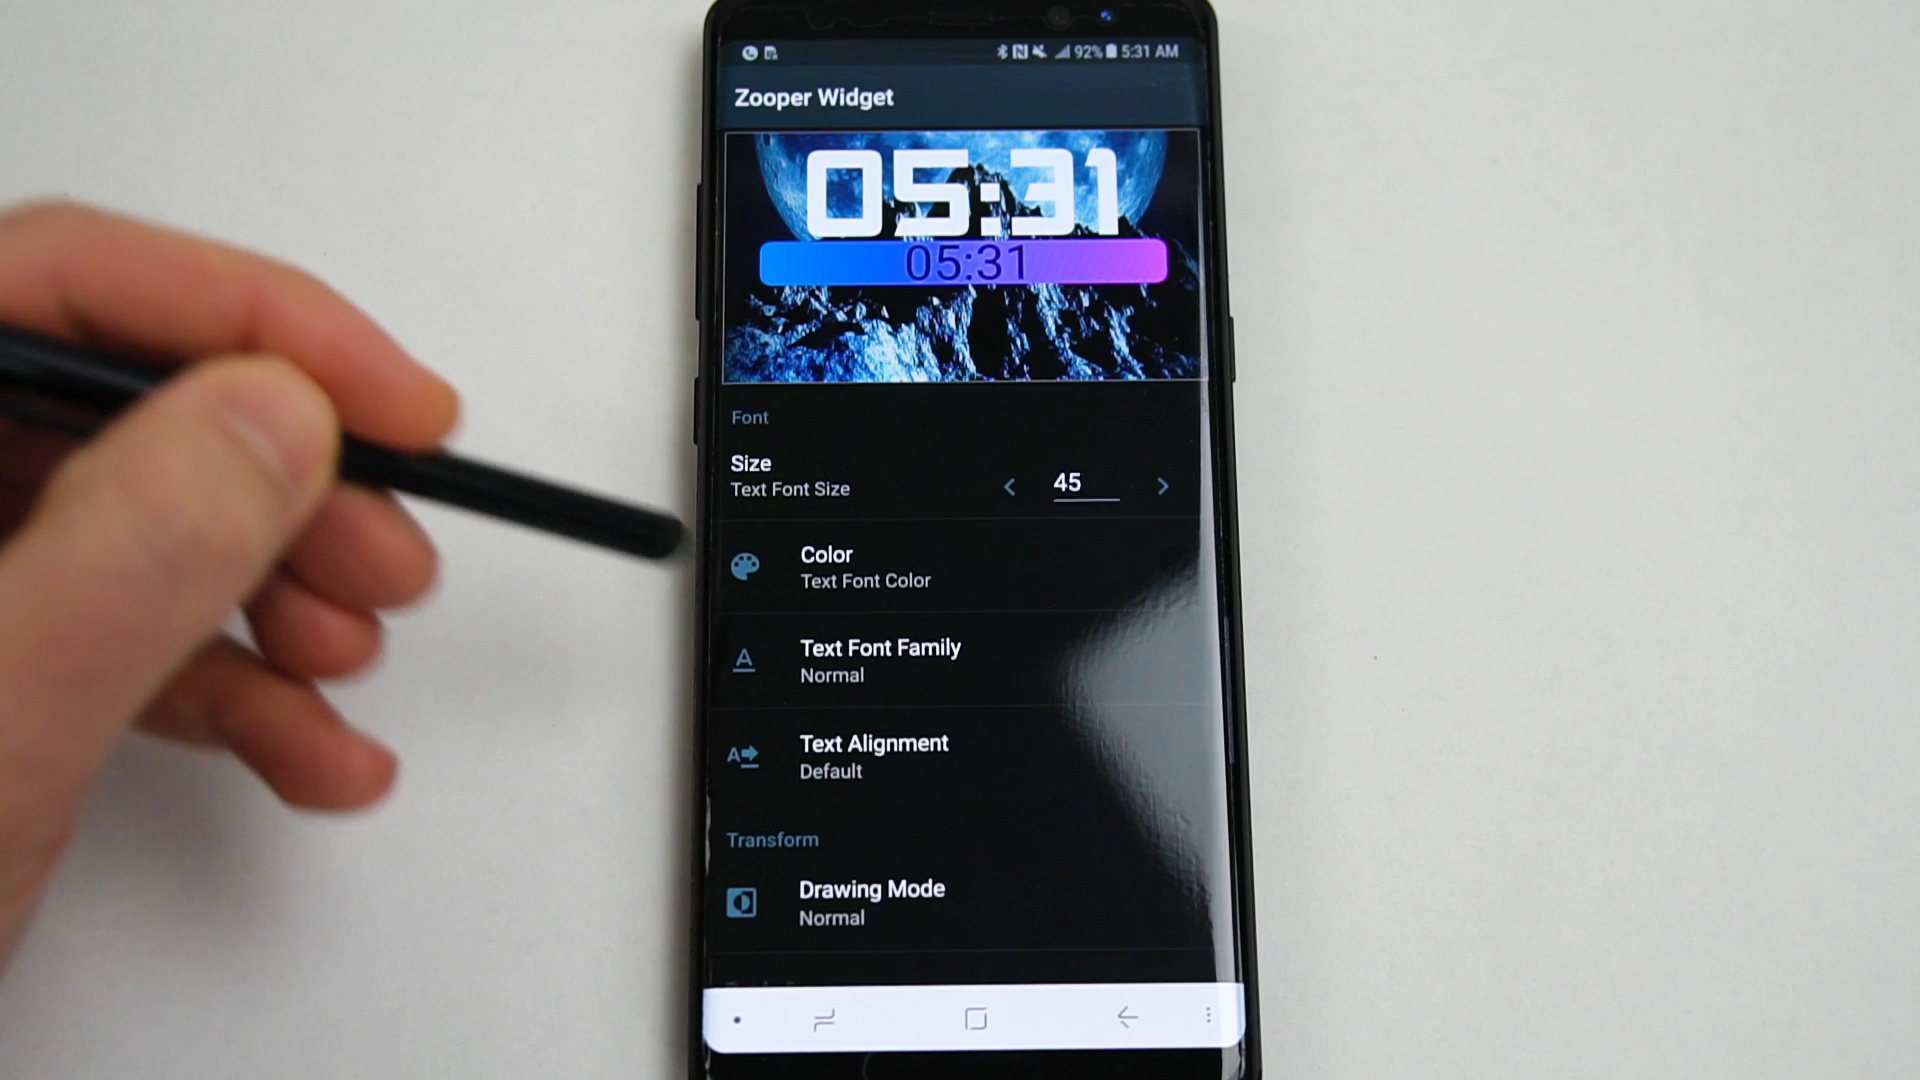 92% 5:31 AM
Zooper Widget
05:31
05:31
Font
Size
Text Font Size
45
Color
Text Font Color
A
Text Font Family
Normal
A
Text Alignment
Default
Transform
Drawing Mode
Normal